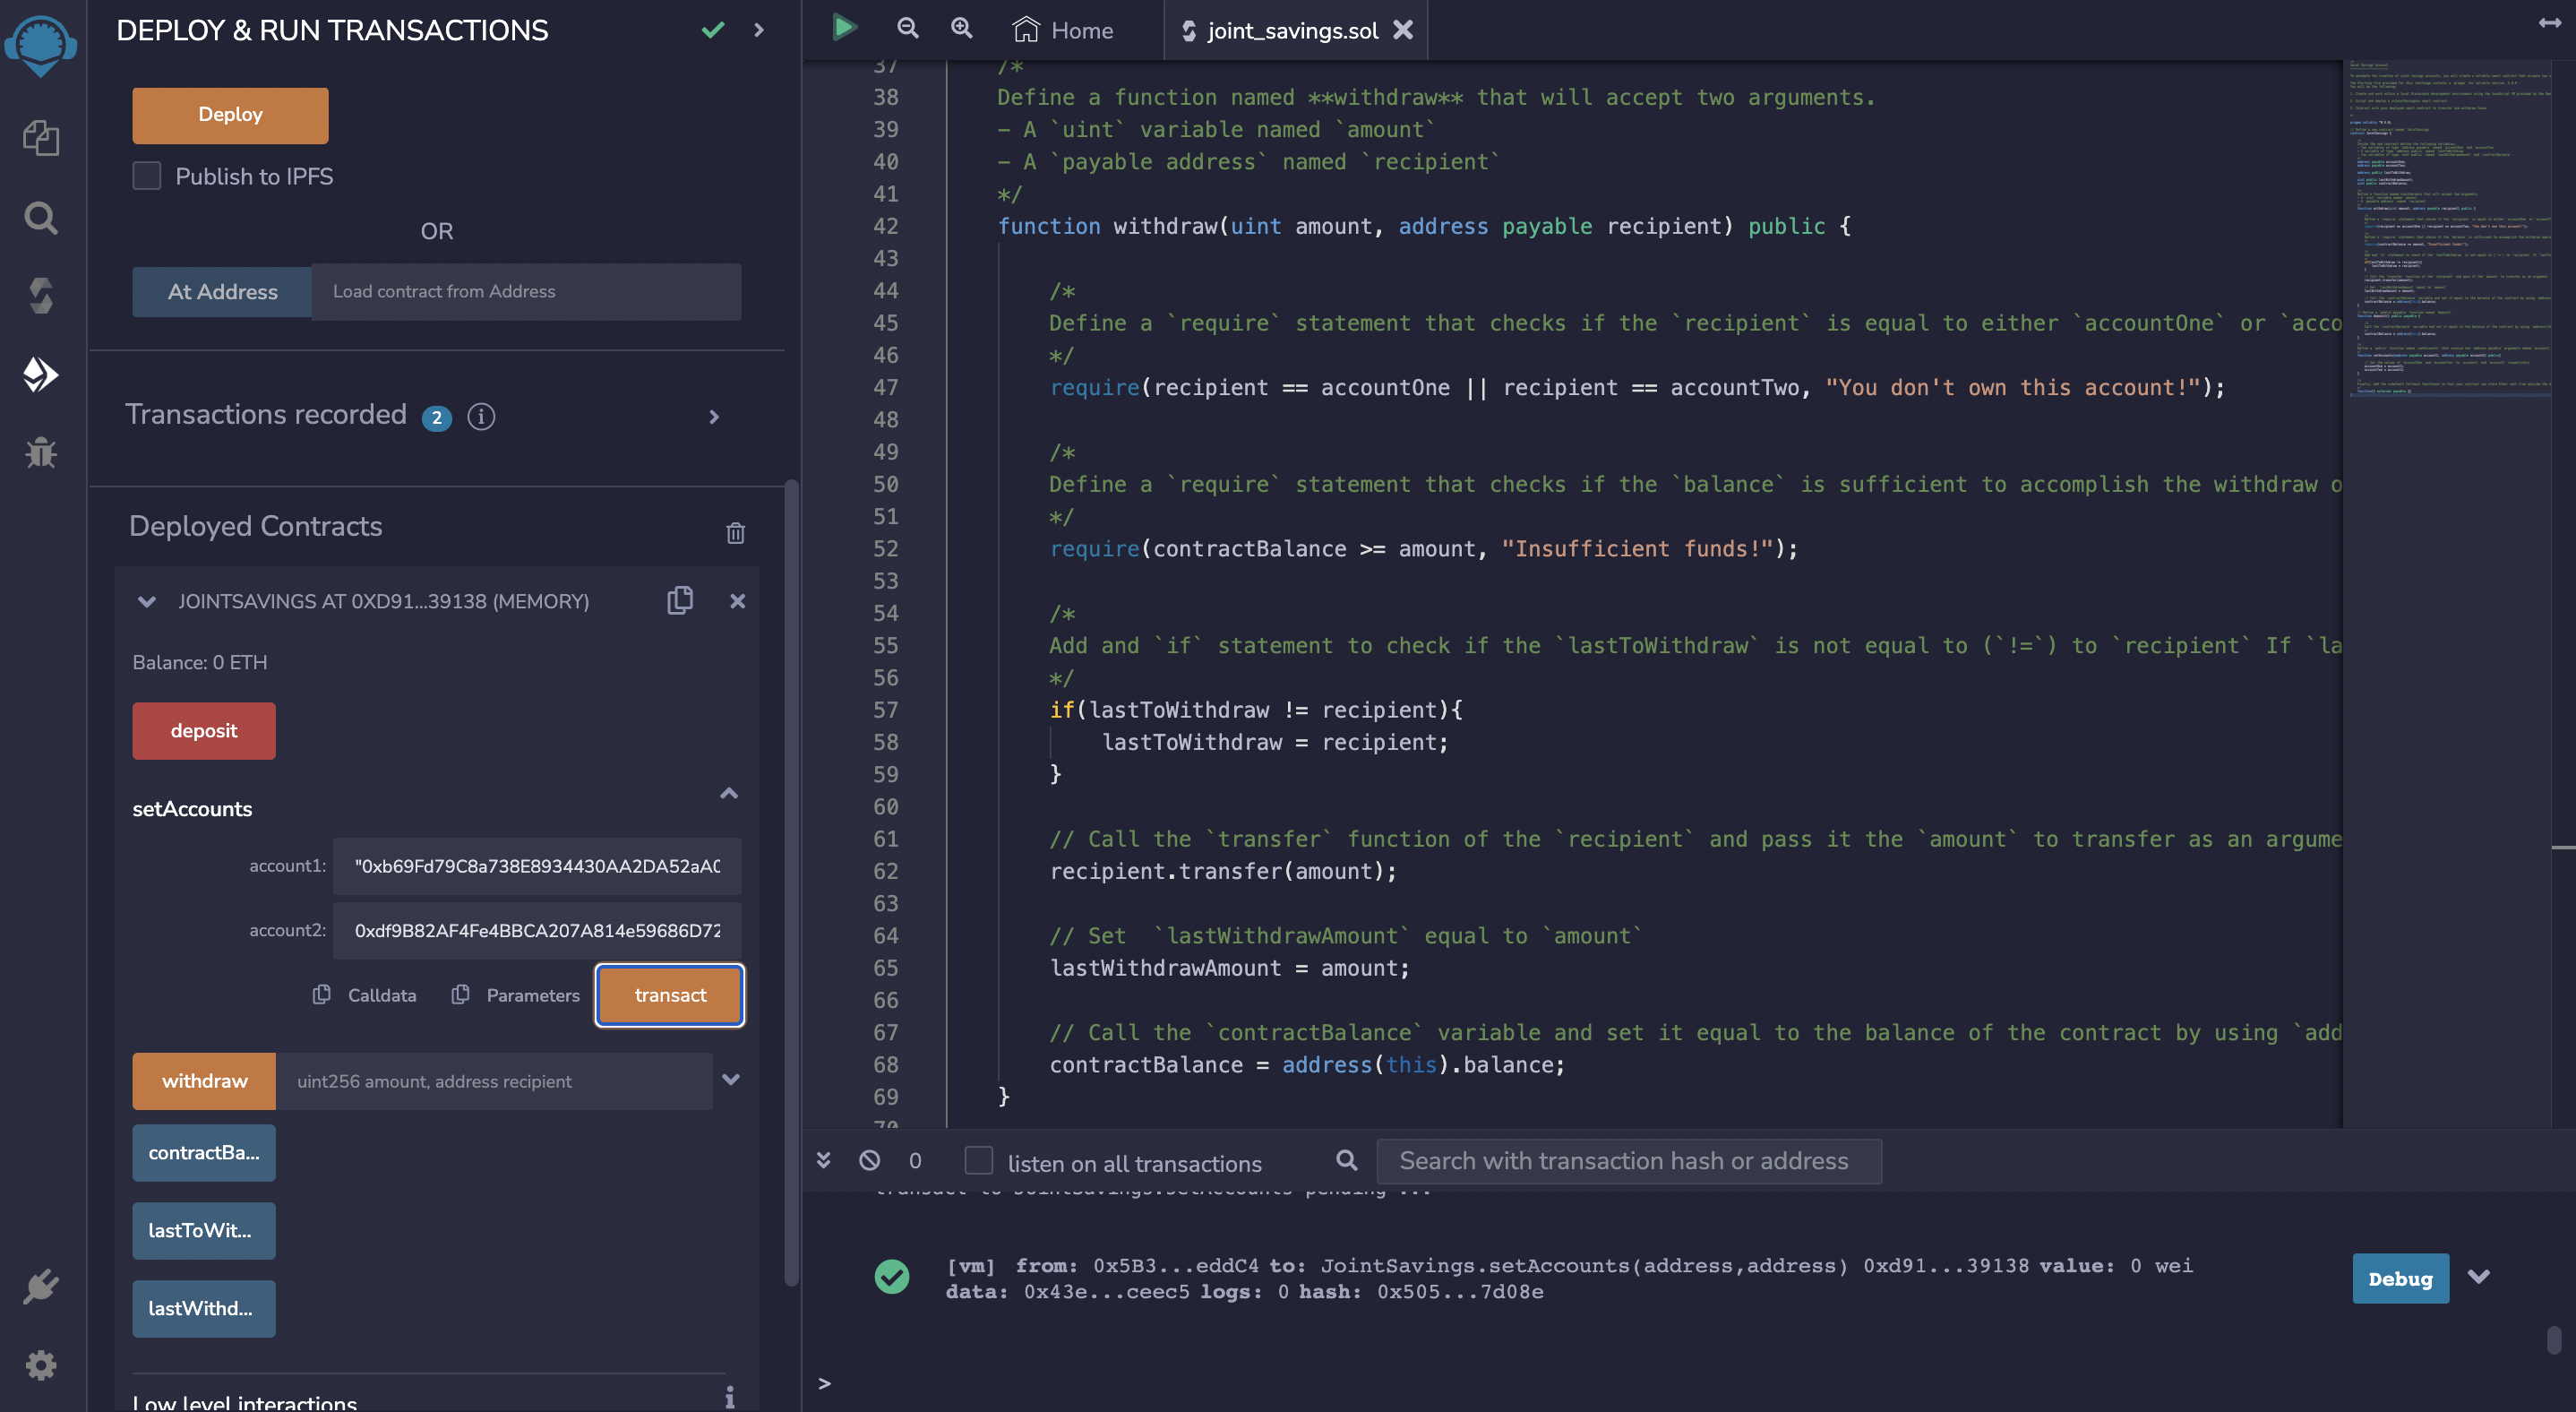 DEPLOY & RUN TRANSACTIONS
Deploy
Publish to IPFS
OR
At Address
Load contract from Address
Transactions recorded 2
Deployed Contracts
JOINTSAVINGS AT 0XD91...39138 (MEMORY)
Balance: 0 ETH
deposit
setAccounts
account1: "0xb69Fd79C8a738E8934430AA2DA52aA0
account2: 0xdf9B82AF4Fe4BBCA207A814e59686D72
Calldata
Parameters
transact
withdraw
uint256 amount, address recipient
contractBa...
lastToWit...
lastWithd...
Low level interactions
Home
joint_savings.sol
37 /*
38 Define a function named **withdraw** that will accept two arguments.
39 - A `uint` variable named `amount`
40 - A `payable address` named `recipient`
41 */
42 function withdraw(uint amount, address payable recipient) public {
43
44 /*
45 Define a `require` statement that checks if the `recipient` is equal to either `accountOne` or `acco
46 */
47 require(recipient == accountOne || recipient == accountTwo, "You don't own this account!");
48
49 /*
50 Define a `require` statement that checks if the `balance` is sufficient to accomplish the withdraw o
51 */
52 require(contractBalance >= amount, "Insufficient funds!");
53
54 /*
55 Add and `if` statement to check if the `lastToWithdraw` is not equal to (`!=`) to `recipient` If `la
56 */
57 if(lastToWithdraw != recipient){
58 lastToWithdraw = recipient;
59 }
60
61 // Call the `transfer` function of the `recipient` and pass it the `amount` to transfer as an argume
62 recipient.transfer(amount);
63
64 // Set  `lastWithdrawAmount` equal to `amount`
65 lastWithdrawAmount = amount;
66
67 // Call the `contractBalance` variable and set it equal to the balance of the contract by using `add
68 contractBalance = address(this).balance;
69 }
70
0
listen on all transactions
Search with transaction hash or address
transact to JointSavings.setAccounts pending ...
[vm] from: 0x5B3...eddC4 to: JointSavings.setAccounts(address,address) 0xd91...39138 value: 0 wei
data: 0x43e...ceec5 logs: 0 hash: 0x505...7d08e
Debug
>